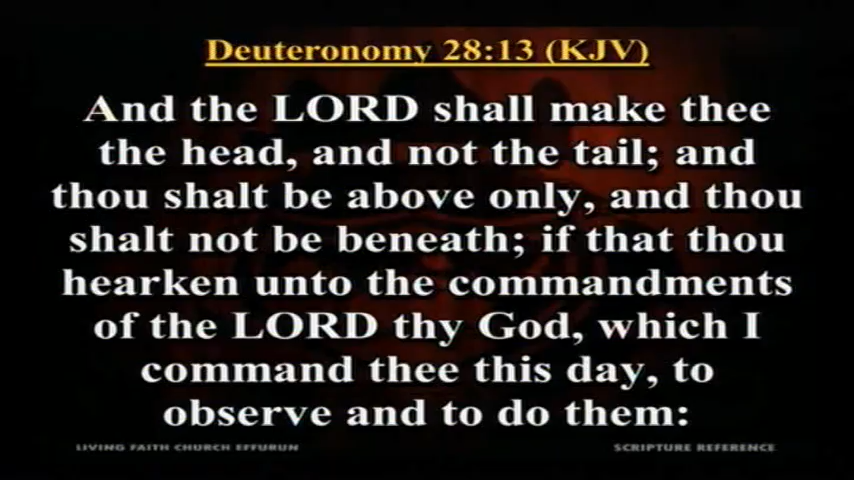 Deuteronomy 28:13 (KJV)
And the LORD shall make thee
the head, and not the tail; and
thou shalt be above only, and thou
shalt not be beneath; if that thou
hearken unto the commandments
of the LORD thy God, which I
command thee this day, to
observe and to do them:
LIVING FAITH CHURCH EFFURUN
SCRIPTURE REFERENCE